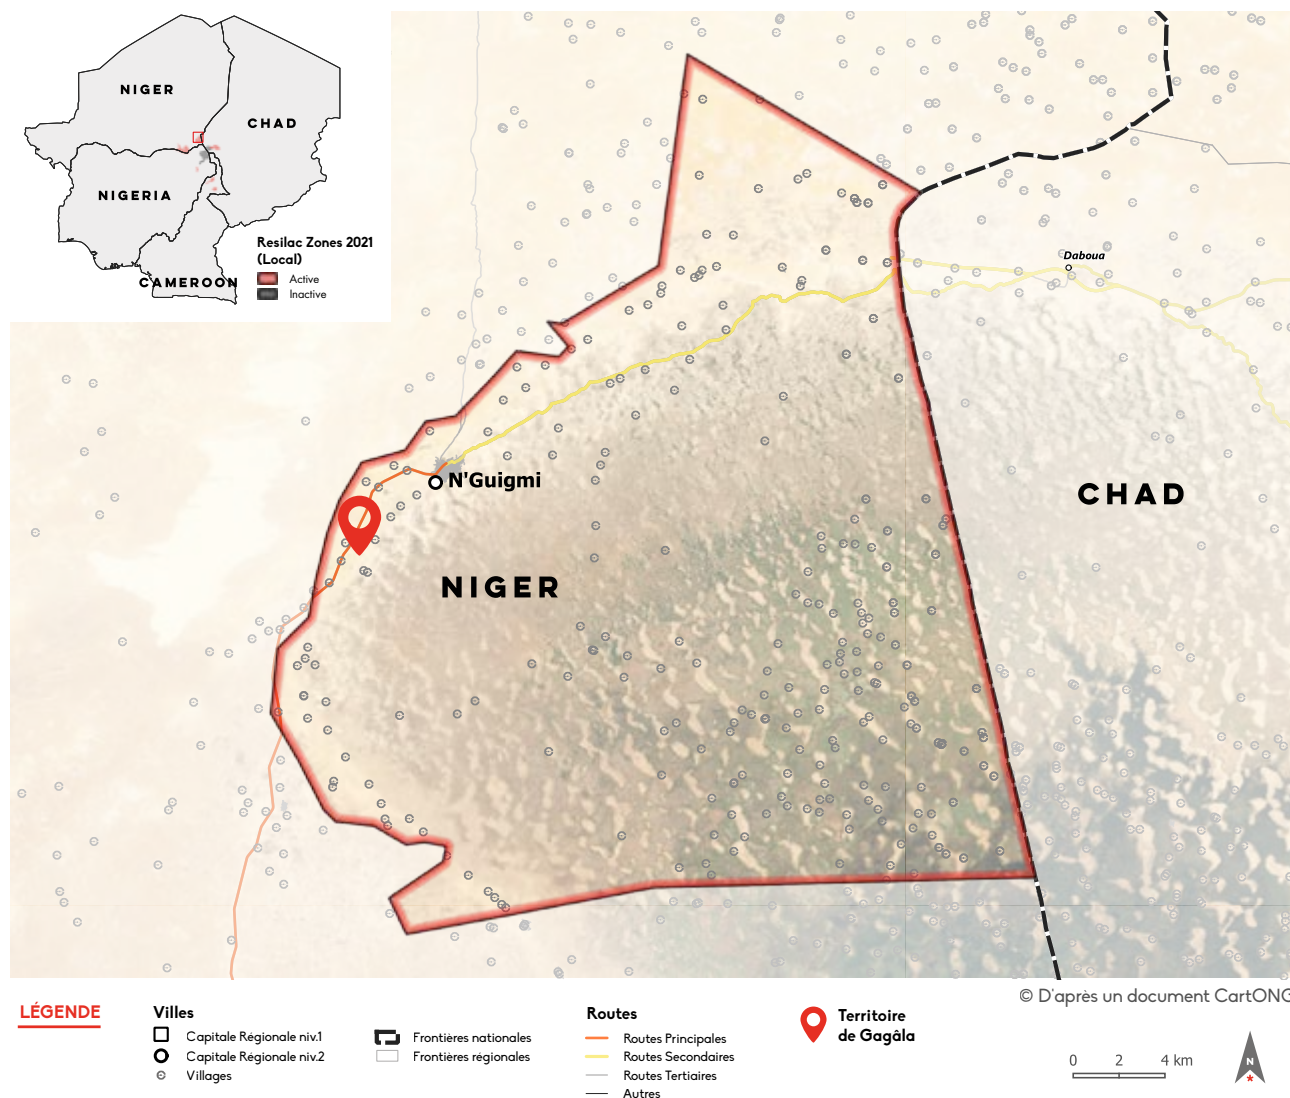 NIGER
CHAD
NIGERIA
CAMEROON
Resilac Zones 2021
(Local)
Active
Inactive
Daboua
N'Guigmi
CHAD
NIGER
© D'après un document CartONG
LÉGENDE
Villes
Capitale Régionale niv.1
Capitale Régionale niv.2
Villages
Frontières nationales
Frontières régionales
Routes
Routes Principales
Routes Secondaires
Routes Tertiaires
Autres
Territoire
de Gagâla
0 2 4 km
N